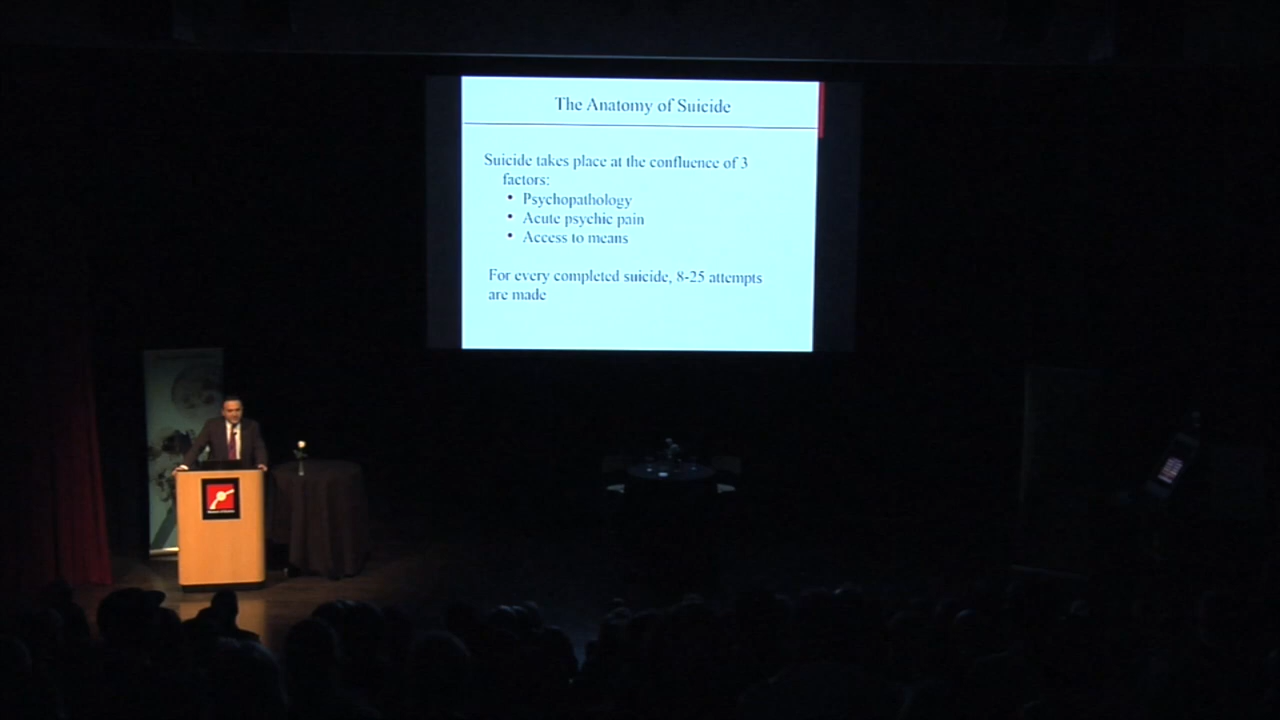 The Anatomy of Suicide
Suicide takes place at the confluence of 3
factors:
• Psychopathology
• Acute psychic pain
• Access to means
For every completed suicide, 8-25 attempts
are made